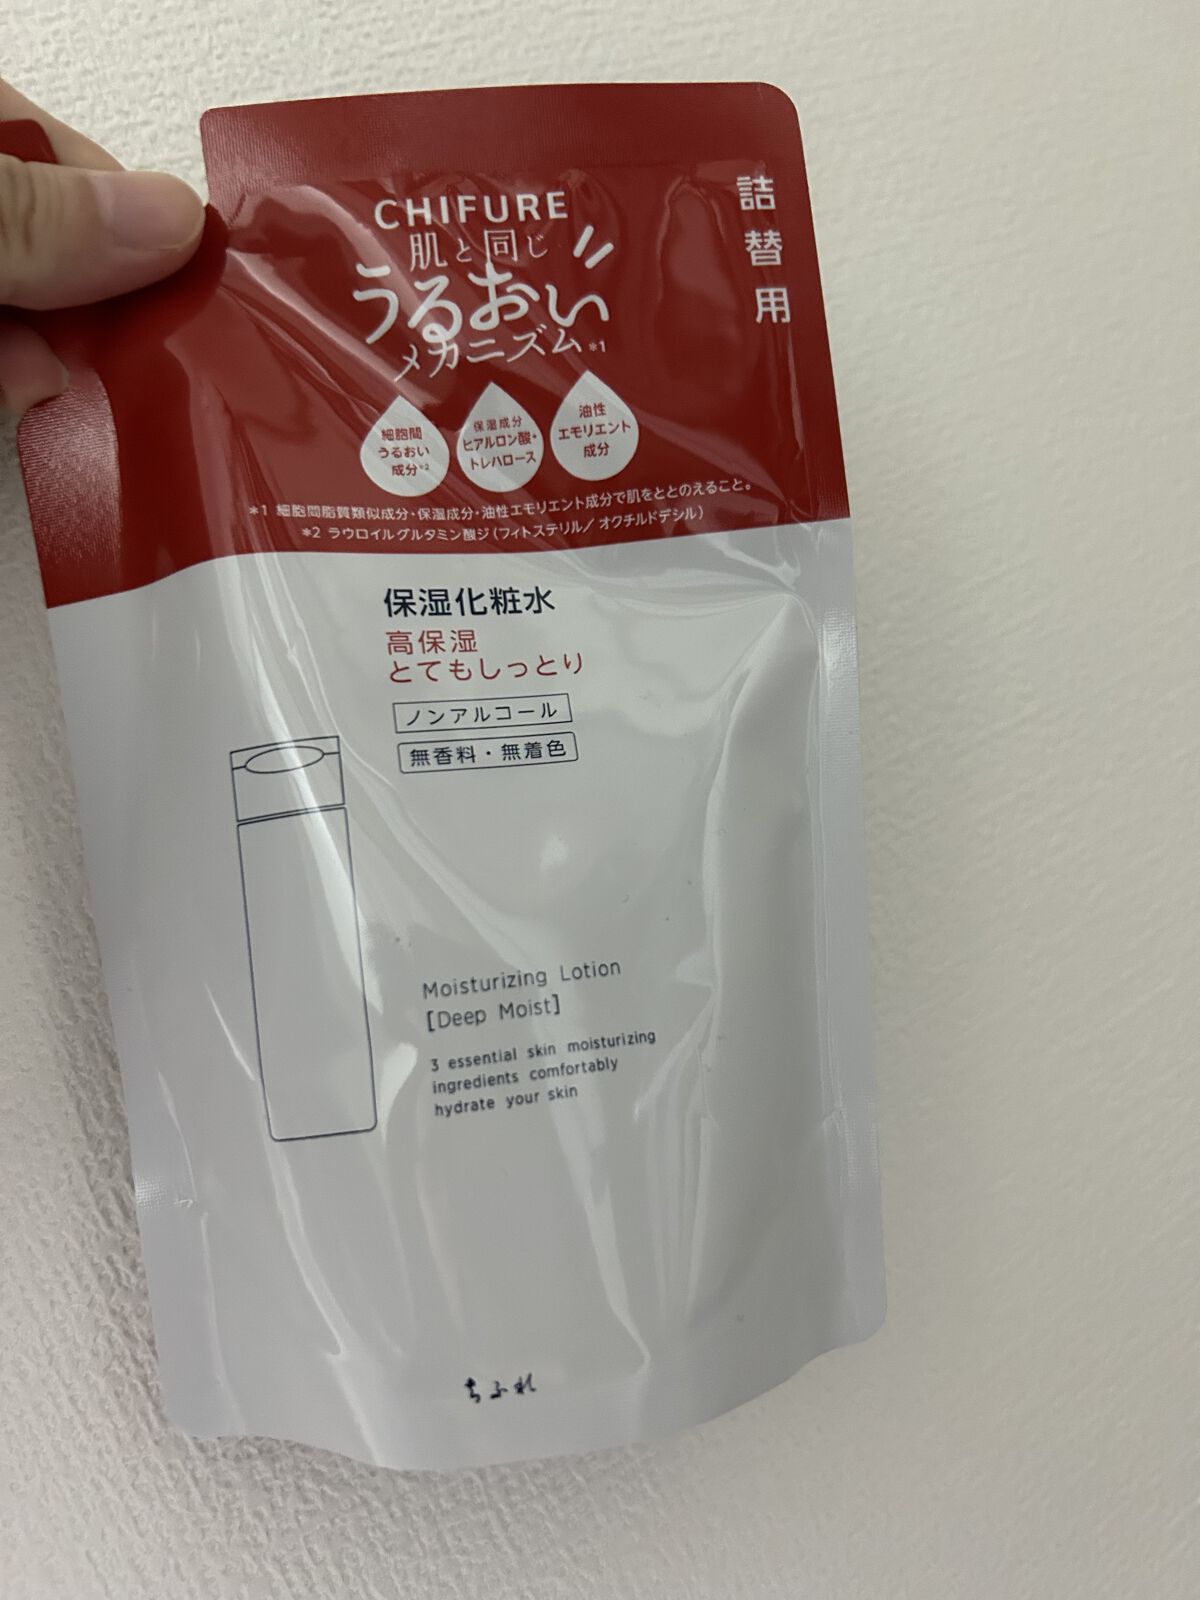 CHIFURE
肌と同じ
うるおい
メカニズム*1
詰替用
細胞間
うるおい
成分*2
保湿成分
ヒアルロン酸・
トレハロース
油性
エモリエント
成分
*1 細胞間脂質類似成分・保湿成分・油性エモリエント成分で肌をととのえること。
*2 ラウロイルグルタミン酸ジ(フィトステリル/オクチルドデシル)
保湿化粧水
高保湿
とてもしっとり
ノンアルコール
無香料・無着色
Moisturizing Lotion
[Deep Moist]
3 essential skin moisturizing
ingredients comfortably
hydrate your skin
ちふれ